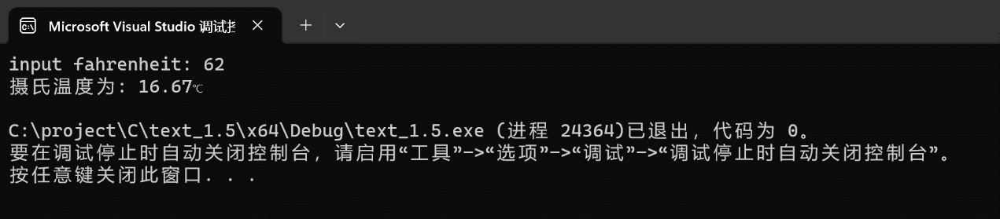 Microsoft Visual Studio 调试控
input fahrenheit: 62
摄氏温度为: 16.67℃
C:\project\C\text_1.5\x64\Debug\text_1.5.exe (进程 24364)已退出，代码为 0。
要在调试停止时自动关闭控制台，请启用“工具”->“选项”->“调试”->“调试停止时自动关闭控制台”。
按任意键关闭此窗口. . .